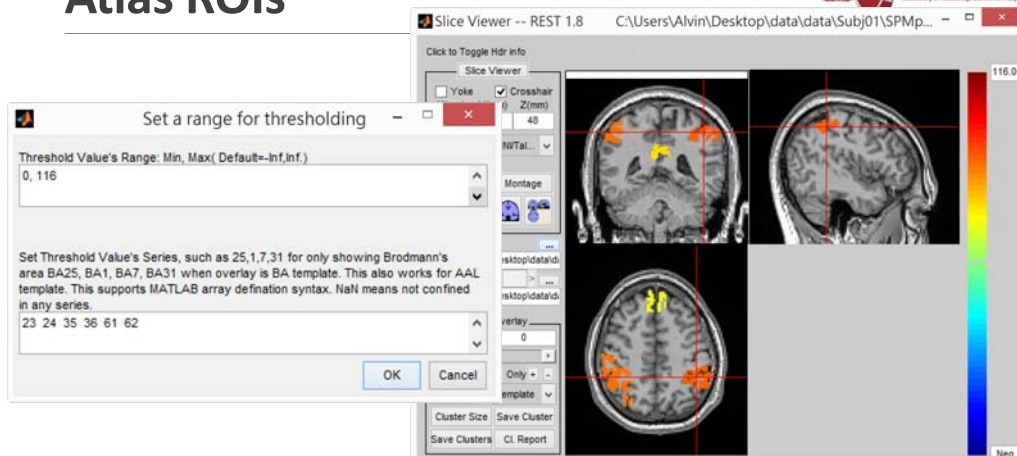 Atlas ROIs
Slice Viewer -- REST 1.8 C:\Users\Alvin\Desktop\data\data\Subj01\SPMp...
Click to Toggle Hdr info
Slice Viewer
Yoke Crosshair
Z(mm)
48
Montage
...
...
0
Only + -
Cluster Size Save Cluster
Save Clusters Cl. Report
116.0
Neg
Set a range for thresholding
Threshold Value's Range: Min, Max( Default=-Inf,Inf.)
0, 116
Set Threshold Value's Series, such as 25,1,7,31 for only showing Brodmann's
area BA25, BA1, BA7, BA31 when overlay is BA template. This also works for AAL
template. This supports MATLAB array defination syntax. NaN means not confined
in any series.
23 24 35 36 61 62
OK Cancel